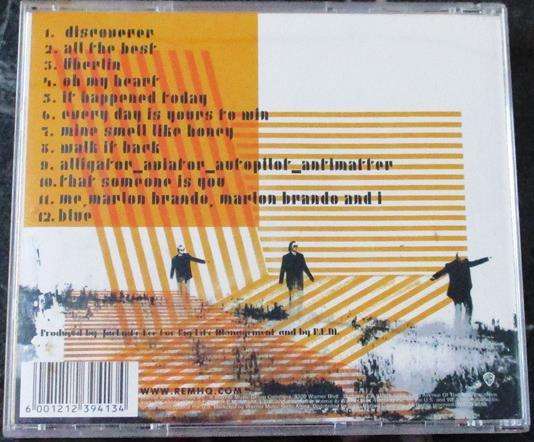 1. discoverer
2. all the best
3. überlin
4. oh my heart
5. it happened today
6. every day is yours to win
7. mine smell like honey
8. walk it back
9. alligator_aviator_autopilot_antimatter
10. that someone is you
11. me, marlon brando, marlon brando and i
12. blue
Produced by Jacknife Lee for Big Life Management and by R.E.M.
WWW.REMHQ.COM
6 001212 394134